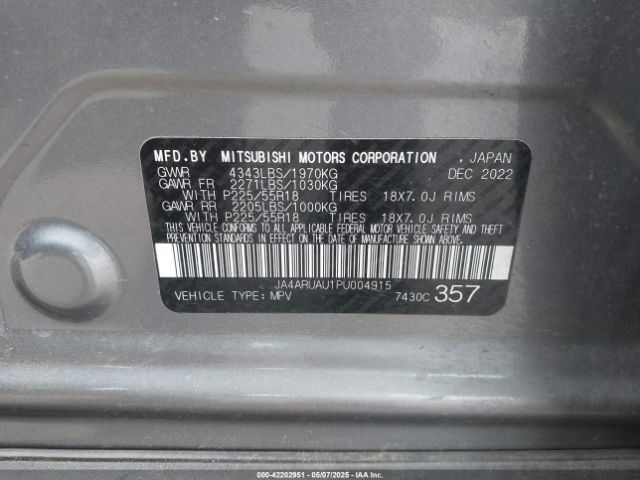 MFD.BY MITSUBISHI MOTORS CORPORATION , JAPAN
GVWR 4343LBS/1970KG DEC 2022
GAWR FR 2271LBS/1030KG
WITH P225/55R18 TIRES 18X7.0J RIMS
GAWR RR 2205LBS/1000KG
WITH P225/55R18 TIRES 18X7.0J RIMS
THIS VEHICLE CONFORMS TO ALL APPLICABLE FEDERAL MOTOR VEHICLE SAFETY AND THEFT
PREVENTION STANDARDS IN EFFECT ON THE DATE OF MANUFACTURE SHOWN ABOVE.
JA4ARUAU1PU004915
VEHICLE TYPE: MPV 7430C 357
000-42202951 - 05/07/2025 - IAAI.COM